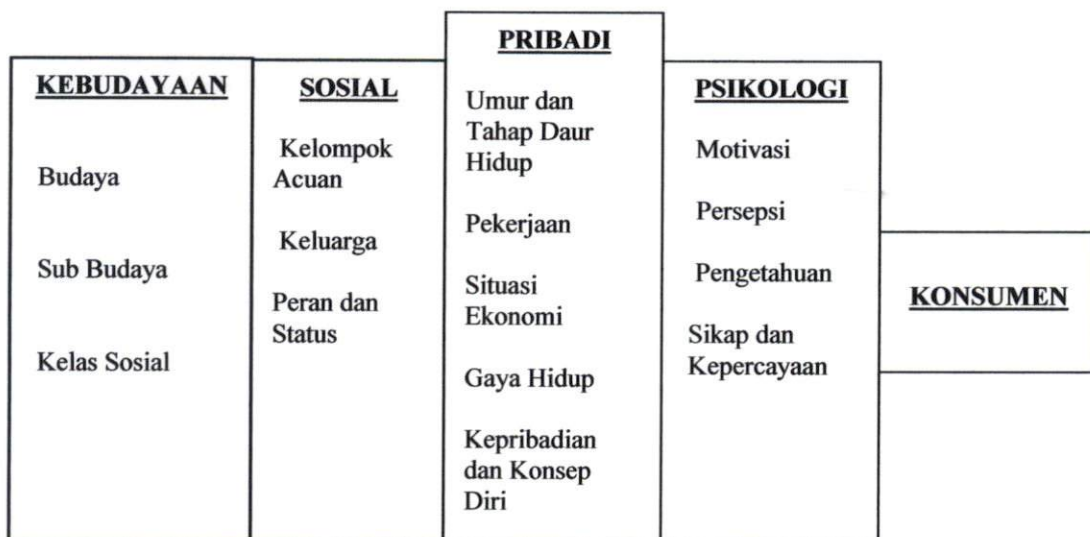 KEBUDAYAAN
Budaya
Sub Budaya
Kelas Sosial
SOSIAL
Kelompok
Acuan
Keluarga
Peran dan
Status
PRIBADI
Umur dan
Tahap Daur
Hidup
Pekerjaan
Situasi
Ekonomi
Gaya Hidup
Kepribadian
dan Konsep
Diri
PSIKOLOGI
Motivasi
Persepsi
Pengetahuan
Sikap dan
Kepercayaan
KONSUMEN